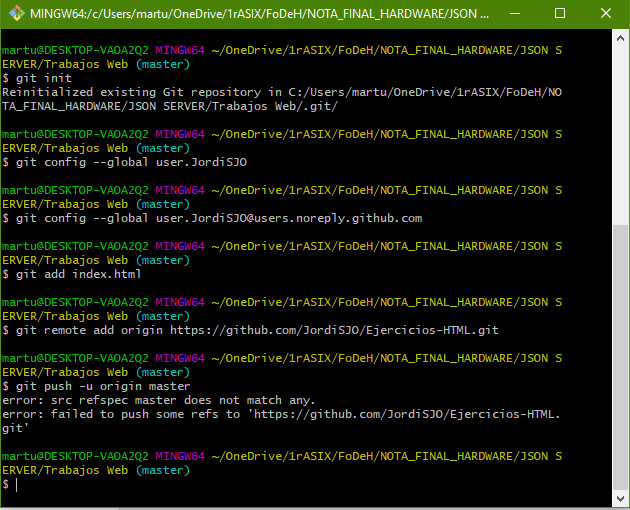 MINGW64:/c/Users/martu/OneDrive/1rASIX/FoDeH/NOTA_FINAL_HARDWARE/JSON ...
martu@DESKTOP-VAOA2Q2 MINGW64 ~/OneDrive/1rASIX/FoDeH/NOTA_FINAL_HARDWARE/JSON S
ERVER/Trabajos Web (master)
$ git init
Reinitialized existing Git repository in C:/Users/martu/OneDrive/1rASIX/FoDeH/NO
TA_FINAL_HARDWARE/JSON SERVER/Trabajos Web/.git/
martu@DESKTOP-VAOA2Q2 MINGW64 ~/OneDrive/1rASIX/FoDeH/NOTA_FINAL_HARDWARE/JSON S
ERVER/Trabajos Web (master)
$ git config --global user.JordiSJO
martu@DESKTOP-VAOA2Q2 MINGW64 ~/OneDrive/1rASIX/FoDeH/NOTA_FINAL_HARDWARE/JSON S
ERVER/Trabajos Web (master)
$ git config --global user.JordiSJO@users.noreply.github.com
martu@DESKTOP-VAOA2Q2 MINGW64 ~/OneDrive/1rASIX/FoDeH/NOTA_FINAL_HARDWARE/JSON S
ERVER/Trabajos Web (master)
$ git add index.html
martu@DESKTOP-VAOA2Q2 MINGW64 ~/OneDrive/1rASIX/FoDeH/NOTA_FINAL_HARDWARE/JSON S
ERVER/Trabajos Web (master)
$ git remote add origin https://github.com/JordiSJO/Ejercicios-HTML.git
martu@DESKTOP-VAOA2Q2 MINGW64 ~/OneDrive/1rASIX/FoDeH/NOTA_FINAL_HARDWARE/JSON S
ERVER/Trabajos Web (master)
$ git push -u origin master
error: src refspec master does not match any.
error: failed to push some refs to 'https://github.com/JordiSJO/Ejercicios-HTML.
git'
martu@DESKTOP-VAOA2Q2 MINGW64 ~/OneDrive/1rASIX/FoDeH/NOTA_FINAL_HARDWARE/JSON S
ERVER/Trabajos Web (master)
$